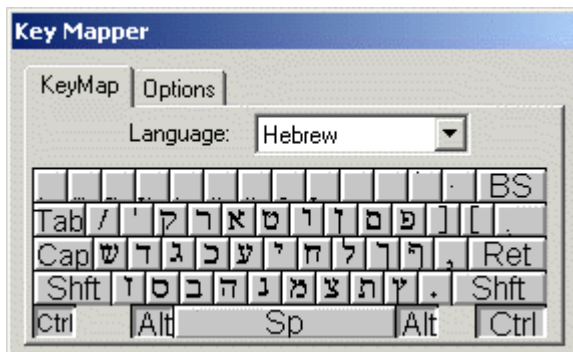 Key Mapper
KeyMap Options
Language: Hebrew
BS
Tab / ' ק ר א ט ו ן ם פ ] [
Cap ש ד ג כ ע י ח ל ך ף , Ret
Shft ז ס ב ה נ מ צ ת ץ . Shft
Ctrl Alt Sp Alt Ctrl